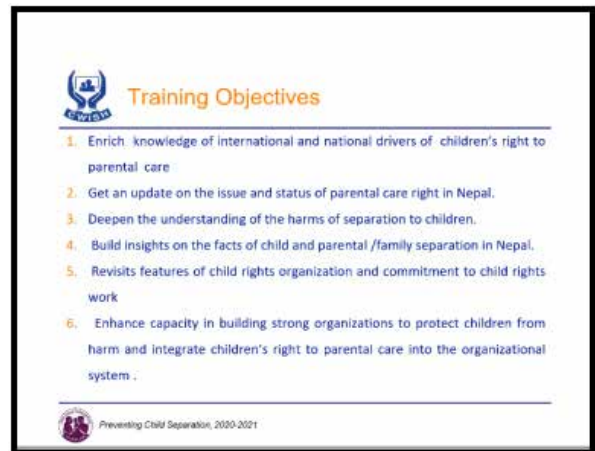 CWISH
Training Objectives
1. Enrich knowledge of international and national drivers of children's right to
parental care
2. Get an update on the issue and status of parental care right in Nepal.
3. Deepen the understanding of the harms of separation to children.
4. Build insights on the facts of child and parental /family separation in Nepal.
5. Revisits features of child rights organization and commitment to child rights
work
6. Enhance capacity in building strong organizations to protect children from
harm and integrate children's right to parental care into the organizational
system .
Preventing Child Separation, 2020-2021